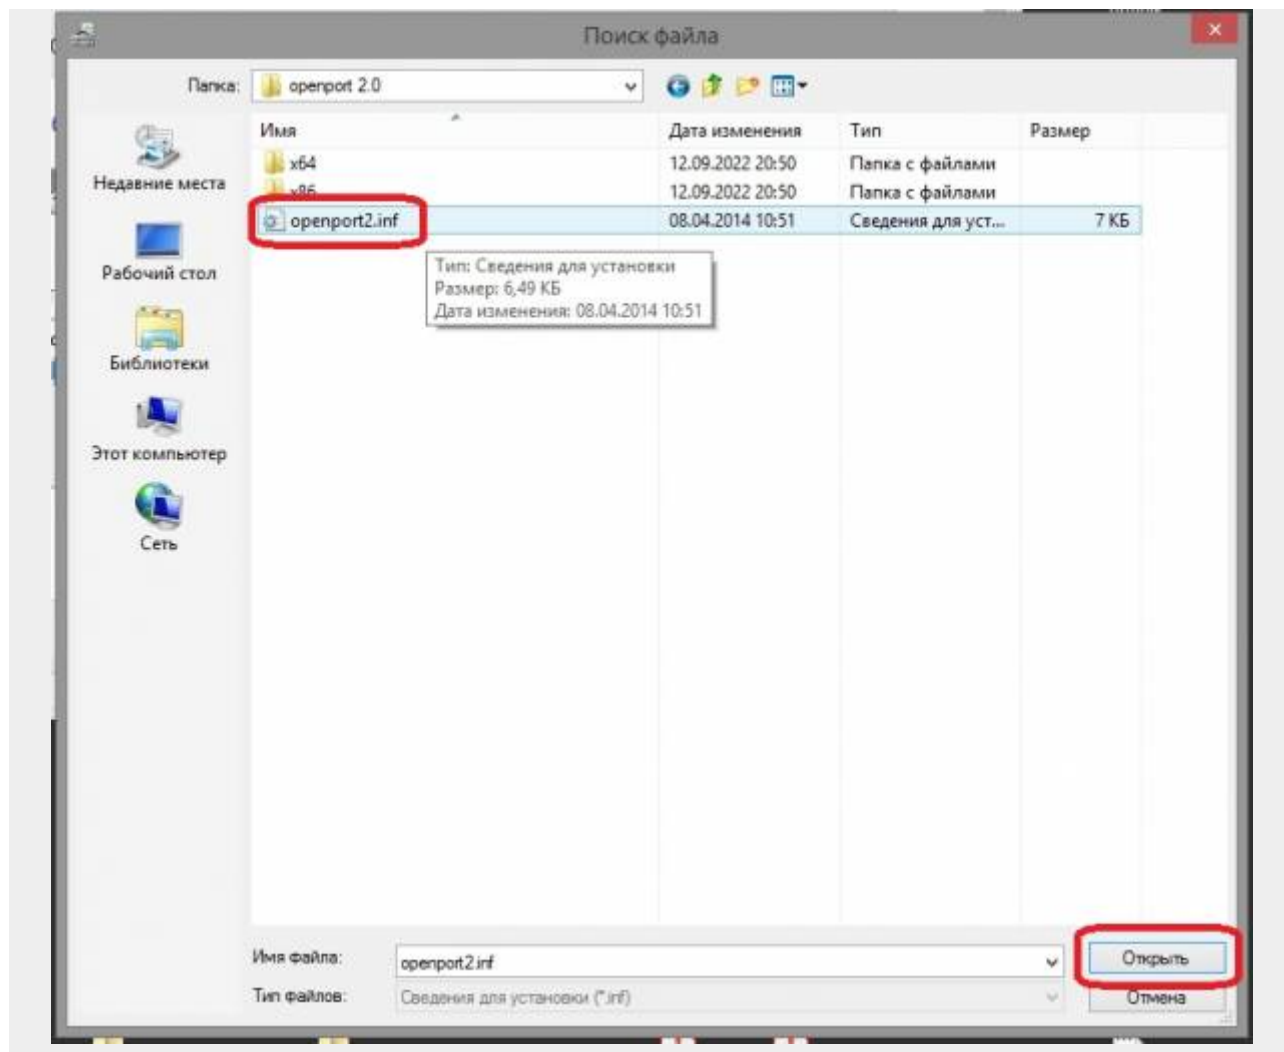 Поиск файла
Папка: openport 2.0
Имя Дата изменения Тип Размер
x64 12.09.2022 20:50 Папка с файлами
x86 12.09.2022 20:50 Папка с файлами
openport2.inf 08.04.2014 10:51 Сведения для уст... 7 КБ
Тип: Сведения для установки
Размер: 6,49 КБ
Дата изменения: 08.04.2014 10:51
Недавние места
Рабочий стол
Библиотеки
Этот компьютер
Сеть
Имя файла: openport2.inf Открыть
Тип файлов: Сведения для установки (*.inf) Отмена